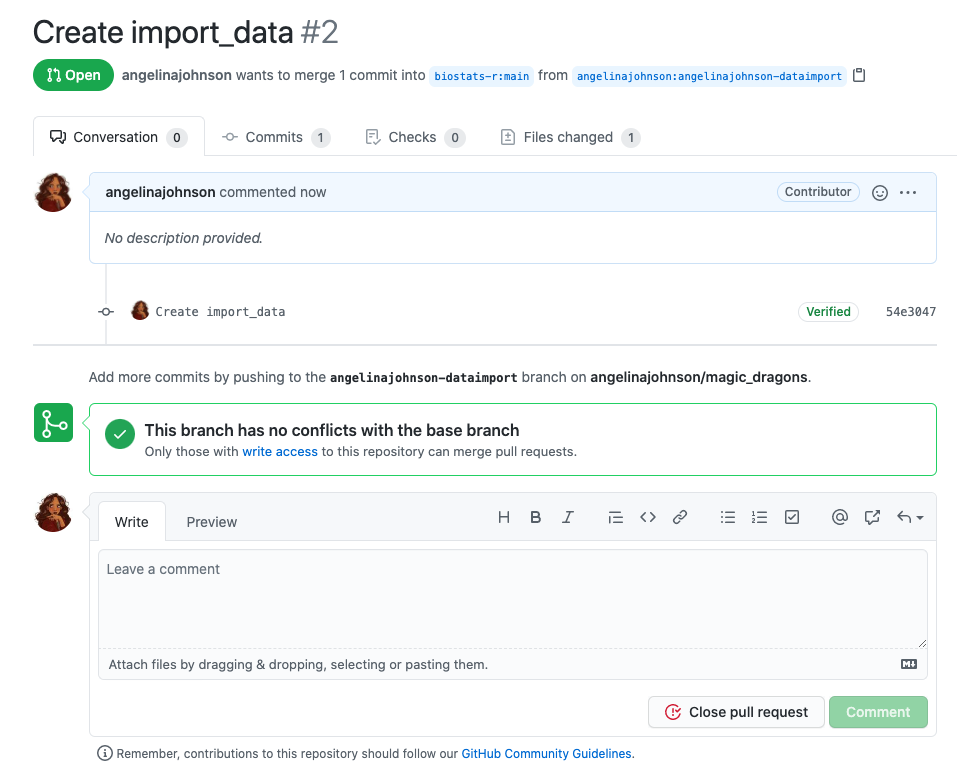 Create import_data #2
Open angelinajohnson wants to merge 1 commit into biostats-r:main from angelinajohnson:angelinajohnson-dataimport
Conversation 0 Commits 1 Checks 0 Files changed 1
angelinajohnson commented now Contributor
No description provided.
Create import_data Verified 54e3047
Add more commits by pushing to the angelinajohnson-dataimport branch on angelinajohnson/magic_dragons.
This branch has no conflicts with the base branch
Only those with write access to this repository can merge pull requests.
Write Preview
Leave a comment
Attach files by dragging & dropping, selecting or pasting them.
Close pull request Comment
Remember, contributions to this repository should follow our GitHub Community Guidelines.